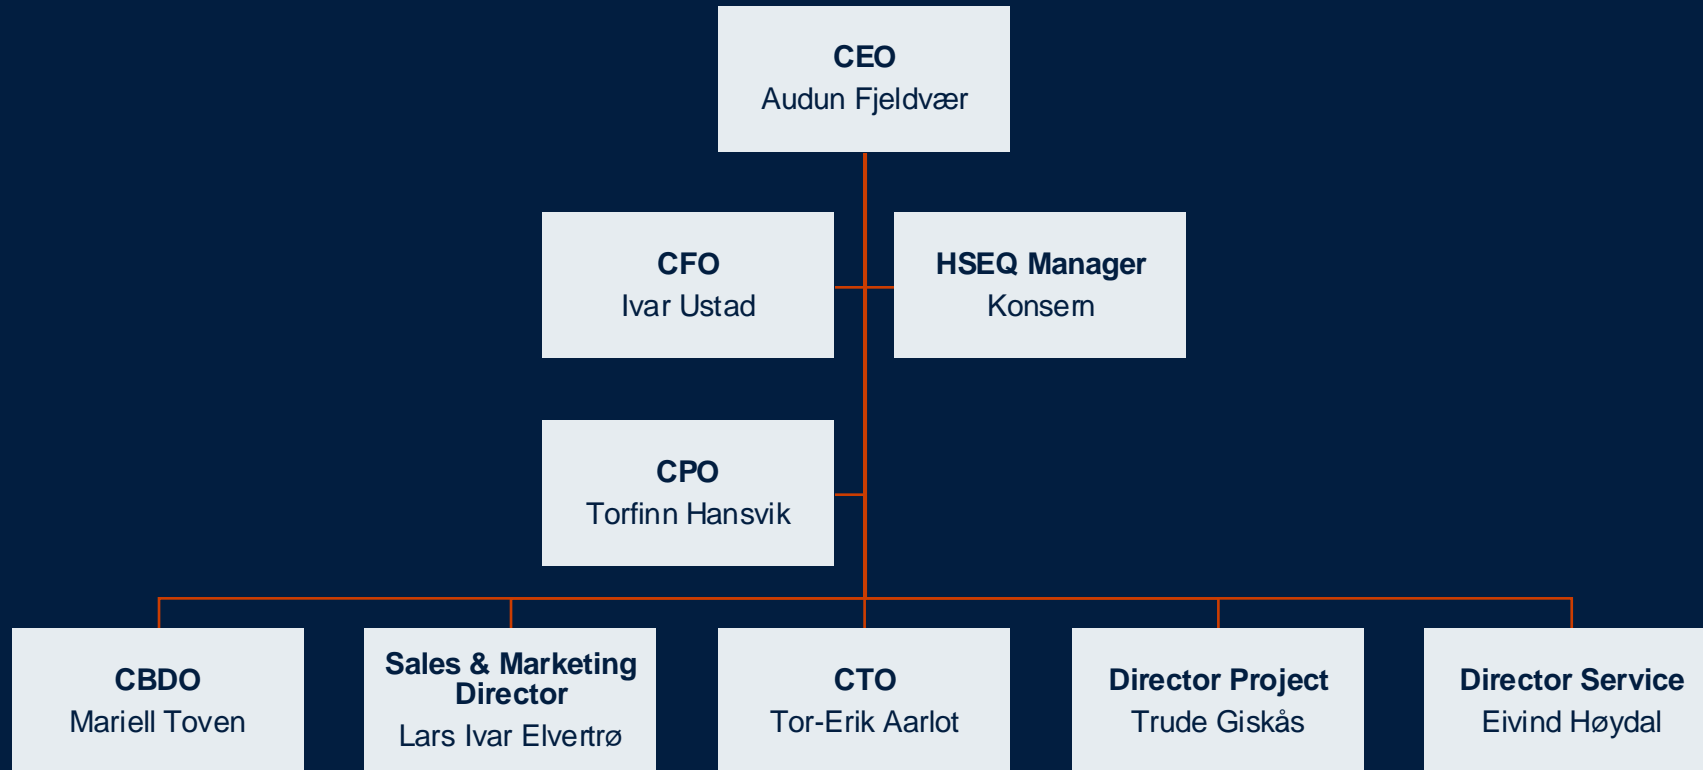 CEO
Audun Fjeldvær
CFO
Ivar Ustad
HSEQ Manager
Konsern
CPO
Torfinn Hansvik
CBDO
Mariell Toven
Sales & Marketing
Director
Lars Ivar Elvertrø
CTO
Tor-Erik Aarlot
Director Project
Trude Giskås
Director Service
Eivind Høydal